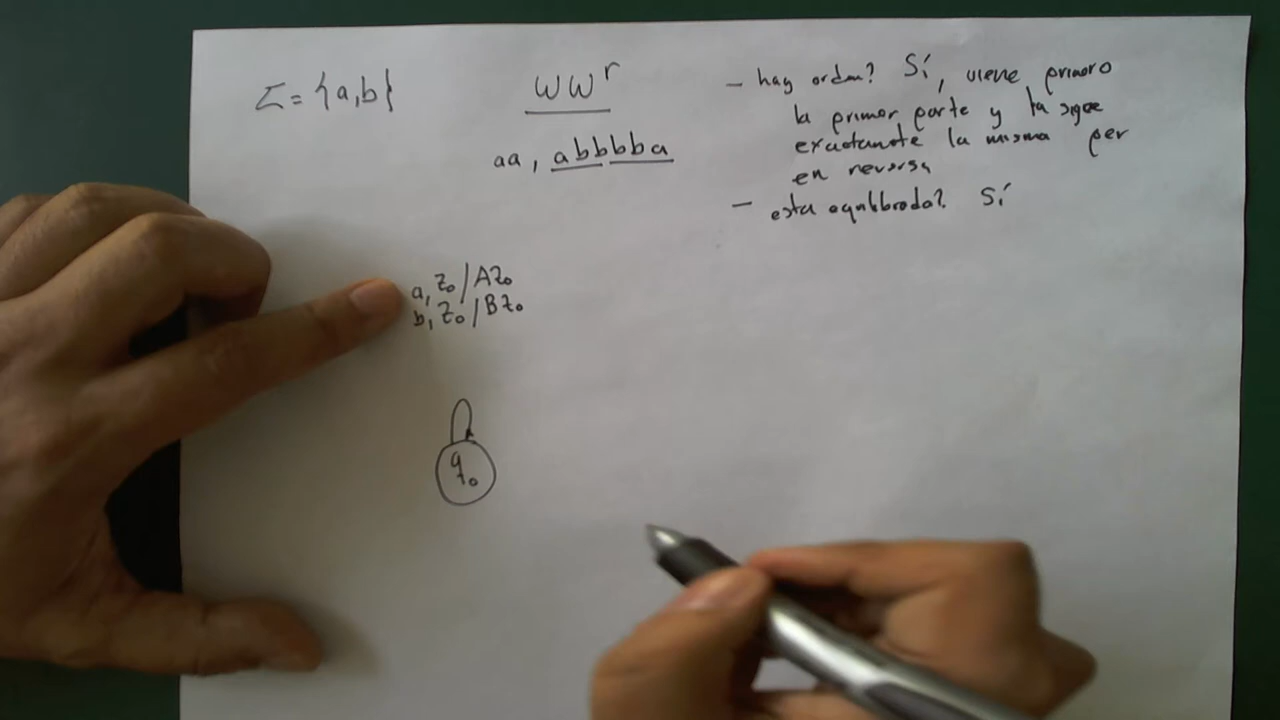 Σ = {a,b}
ww^r
aa, abbbba
- hay orden? Sí, viene primero
la primer parte y la sigue
exactamente la misma per
en reversa
- esta equilibrado? Sí
a, z₀/Az₀
b, z₀/Bz₀
q₀